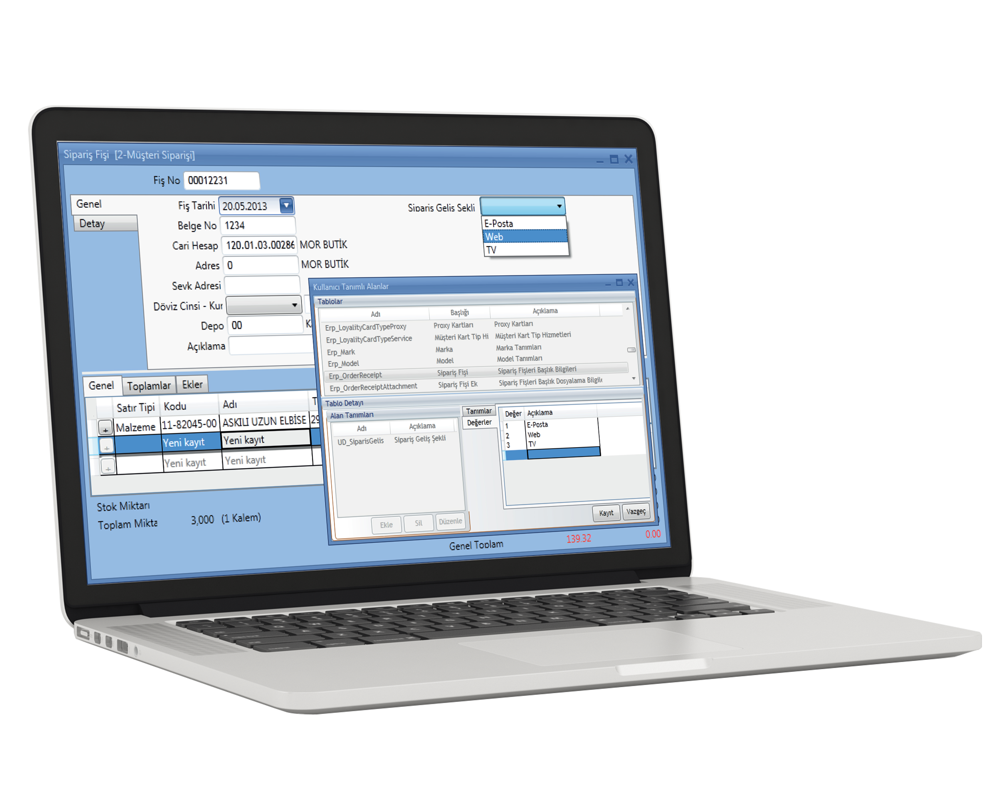 Sipariş Fişi [2-Müşteri Siparişi]
Fiş No 00012231
Genel
Detay
Fiş Tarihi 20.05.2013
Belge No 1234
Cari Hesap 120.01.03.00286 MOR BUTİK
Adres 0 MOR BUTİK
Sevk Adresi
Döviz Cinsi - Kur
Depo 00
Açıklama
Siparis Gelis Sekli
E-Posta
Web
TV
Genel Toplamlar Ekler
Satır Tipi Kodu Adı
Malzeme 11-82045-00 ASKILI UZUN ELBİSE 29
Yeni kayıt Yeni kayıt
Yeni kayıt Yeni kayıt
Stok Miktarı
Toplam Mikta 3,000 (1 Kalem)
Genel Toplam 139.32 0.00
Kullanıcı Tanımlı Alanlar
Tablolar
Adı Başlığı Açıklama
Erp_LoyalityCardTypeProxy Proxy Kartları Proxy Kartları
Erp_LoyalityCardTypeService Müşteri Kart Tip Hi Müşteri Kart Tip Hizmetleri
Erp_Mark Marka Marka Tanımları
Erp_Model Model Model Tanımları
Erp_OrderReceipt Sipariş Fişi Sipariş Fişleri Başlık Bilgileri
Erp_OrderReceiptAttachment Sipariş Fişi Ek Sipariş Fişleri Başlık Dosyalama Bilgile
Tablo Detayı
Alan Tanımları
Adı Açıklama
UD_SiparisGelis Sipariş Geliş Şekli
Ekle Sil Düzenle
Tanımlar
Değerler
Değer Açıklama
1 E-Posta
2 Web
3 TV
Kayıt Vazgeç